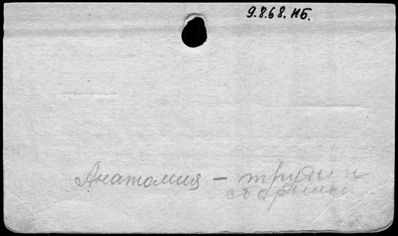 9.8.68. НБ.
Анатомия — трудни